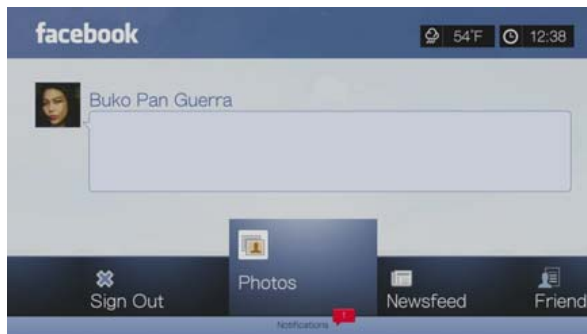 facebook
54°F 12:38
Buko Pan Guerra
Photos
Sign Out
Newsfeed
Friend
Notifications
1